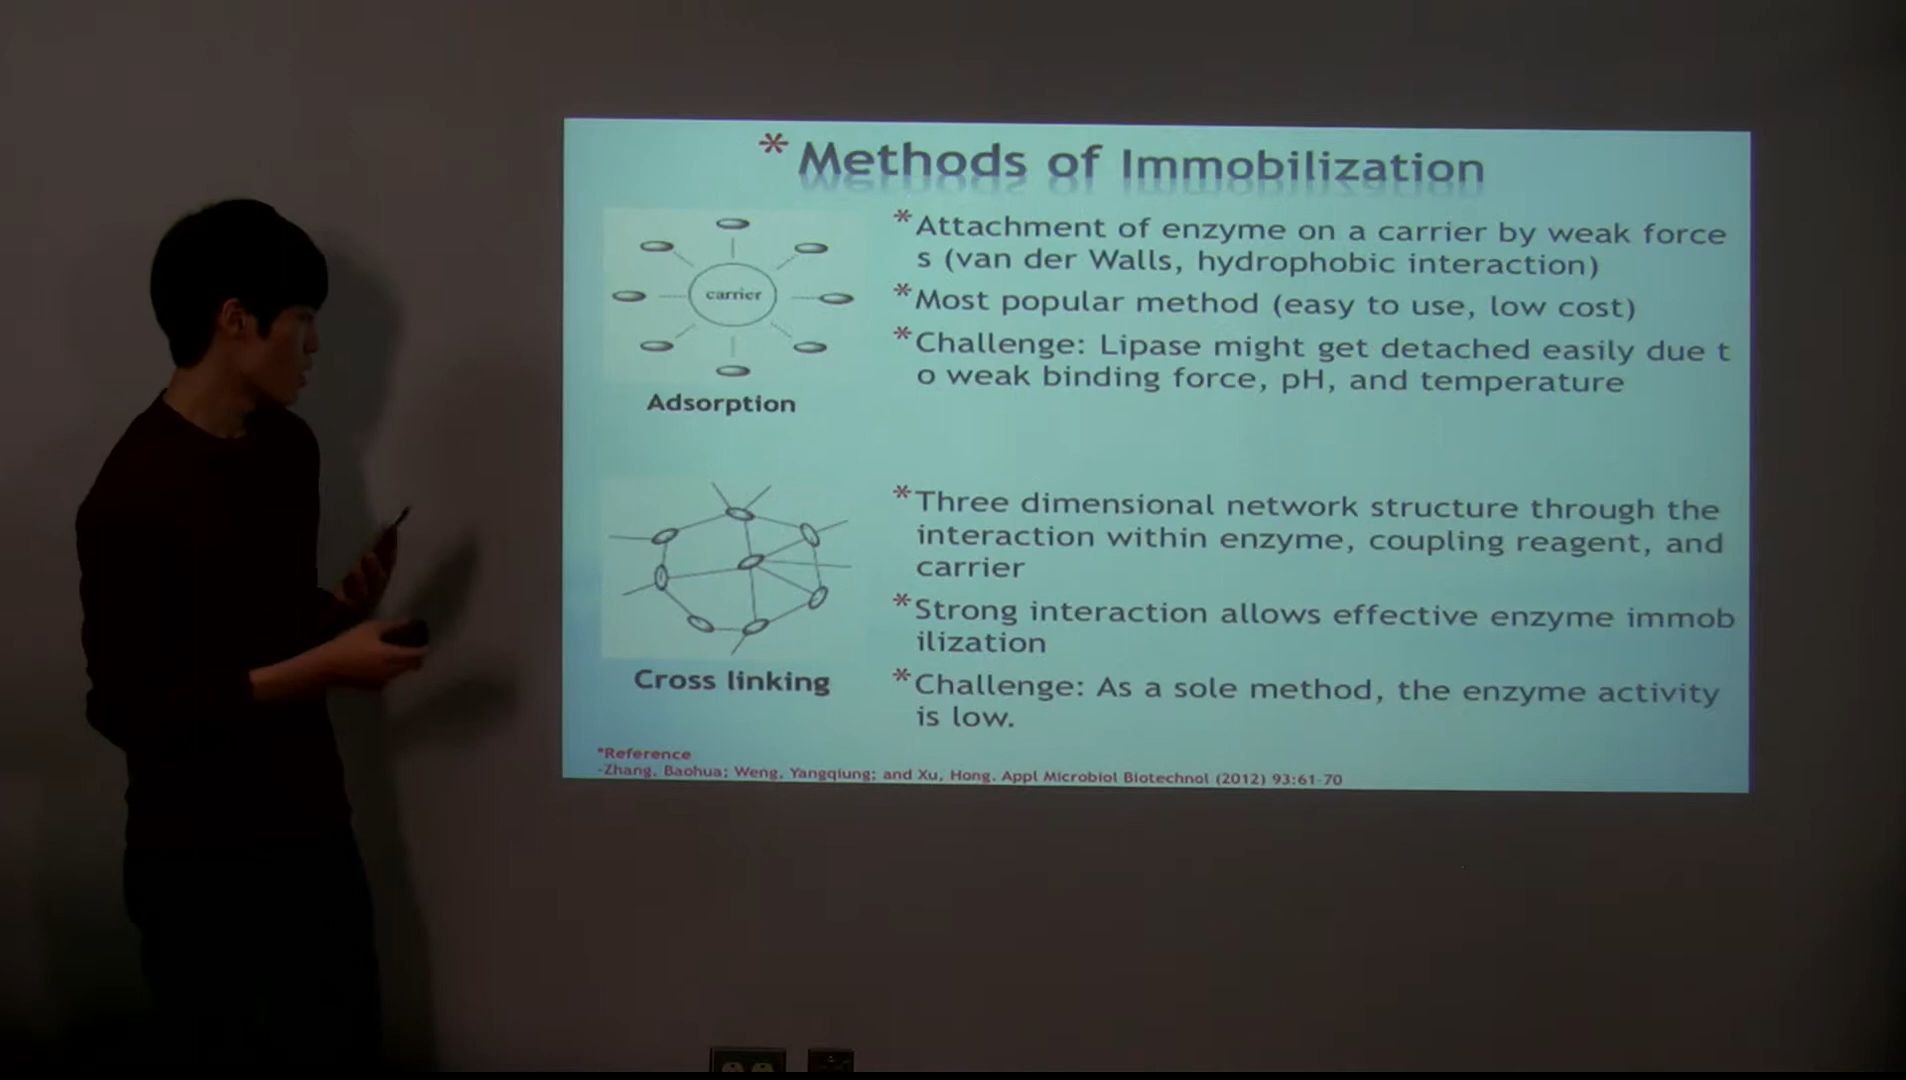 * Methods of Immobilization
carrier
Adsorption
* Attachment of enzyme on a carrier by weak force
s (van der Walls, hydrophobic interaction)
* Most popular method (easy to use, low cost)
* Challenge: Lipase might get detached easily due t
o weak binding force, pH, and temperature
Cross linking
* Three dimensional network structure through the
interaction within enzyme, coupling reagent, and
carrier
* Strong interaction allows effective enzyme immob
ilization
* Challenge: As a sole method, the enzyme activity
is low.
*Reference
-Zhang, Baohua; Weng, Yangqiung; and Xu, Hong. Appl Microbiol Biotechnol (2012) 93:61-70